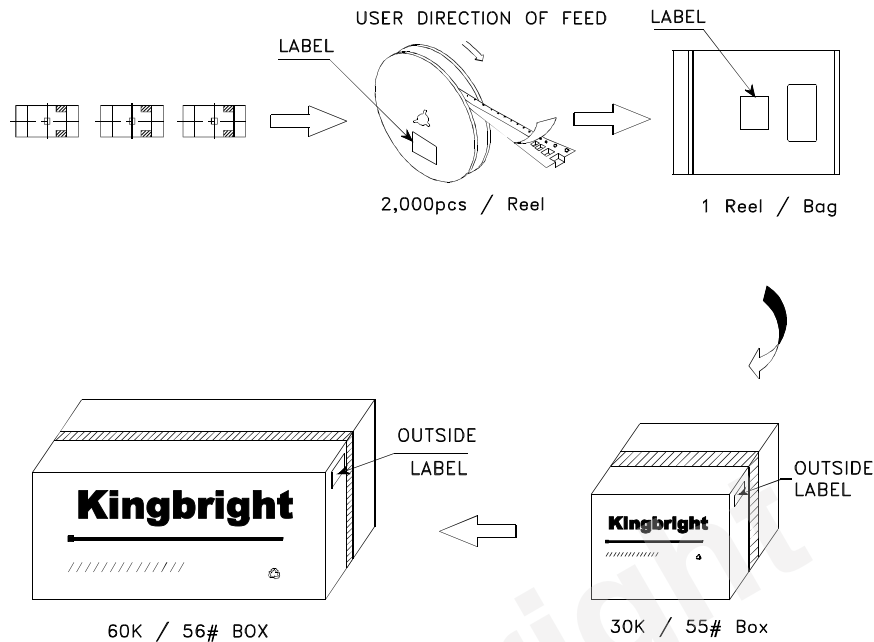 USER DIRECTION OF FEED
LABEL
LABEL
2,000pcs / Reel
1 Reel / Bag
OUTSIDE
LABEL
Kingbright
60K / 56# BOX
OUTSIDE
LABEL
Kingbright
30K / 55# Box